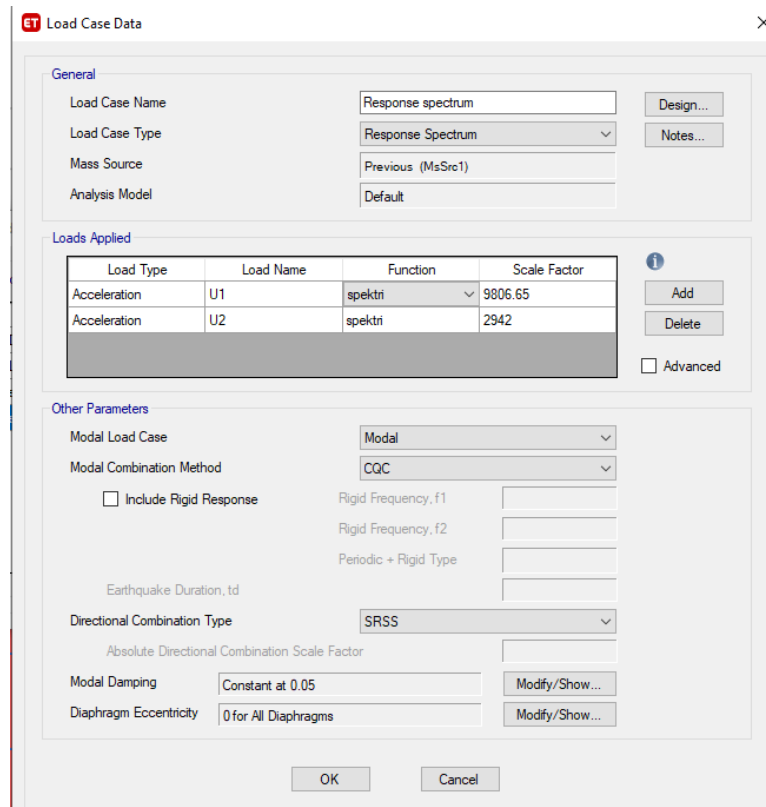 ET Load Case Data
General
Load Case Name Response spectrum Design...
Load Case Type Response Spectrum Notes...
Mass Source Previous (MsSrc1)
Analysis Model Default
Loads Applied
Load Type Load Name Function Scale Factor
Acceleration U1 spektri 9806.65 Add
Acceleration U2 spektri 2942 Delete
Advanced
Other Parameters
Modal Load Case Modal
Modal Combination Method CQC
Include Rigid Response Rigid Frequency, f1
Rigid Frequency, f2
Periodic + Rigid Type
Earthquake Duration, td
Directional Combination Type SRSS
Absolute Directional Combination Scale Factor
Modal Damping Constant at 0.05 Modify/Show...
Diaphragm Eccentricity 0 for All Diaphragms Modify/Show...
OK Cancel